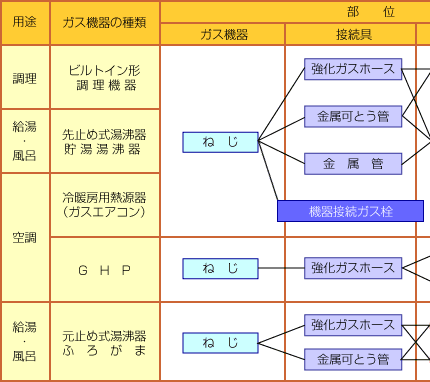 用途
ガス機器の種類
部 位
ガス機器
接続具
調理
ビルトイン形
調 理 機 器
給湯
・
風呂
先止め式湯沸器
貯 湯 湯 沸 器
空調
冷暖房用熱源器
(ガスエアコン)
G H P
給湯
・
風呂
元止め式湯沸器
ふ ろ が ま
ね じ
強化ガスホース
金属可とう管
金 属 管
機器接続ガス栓
ね じ
強化ガスホース
ね じ
強化ガスホース
金属可とう管